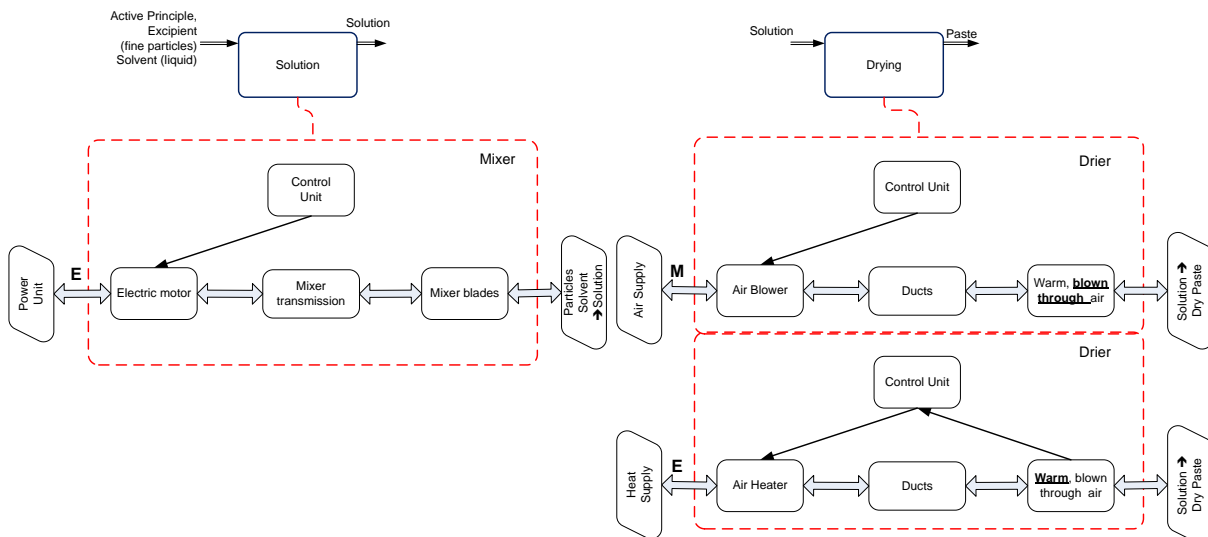 Active Principle,
Excipient
(fine particles)
Solvent (liquid)
Solution
Solution
Mixer
Control
Unit
Power
Unit
E
Electric motor
Mixer
transmission
Mixer blades
Particles
Solvent
➔Solution
Solution
Paste
Drying
Drier
Control Unit
Air Supply
M
Air Blower
Ducts
Warm, blown
through air
Solution ➔
Dry Paste
Drier
Control Unit
Heat
Supply
E
Air Heater
Ducts
Warm, blown
through air
Solution ➔
Dry Paste